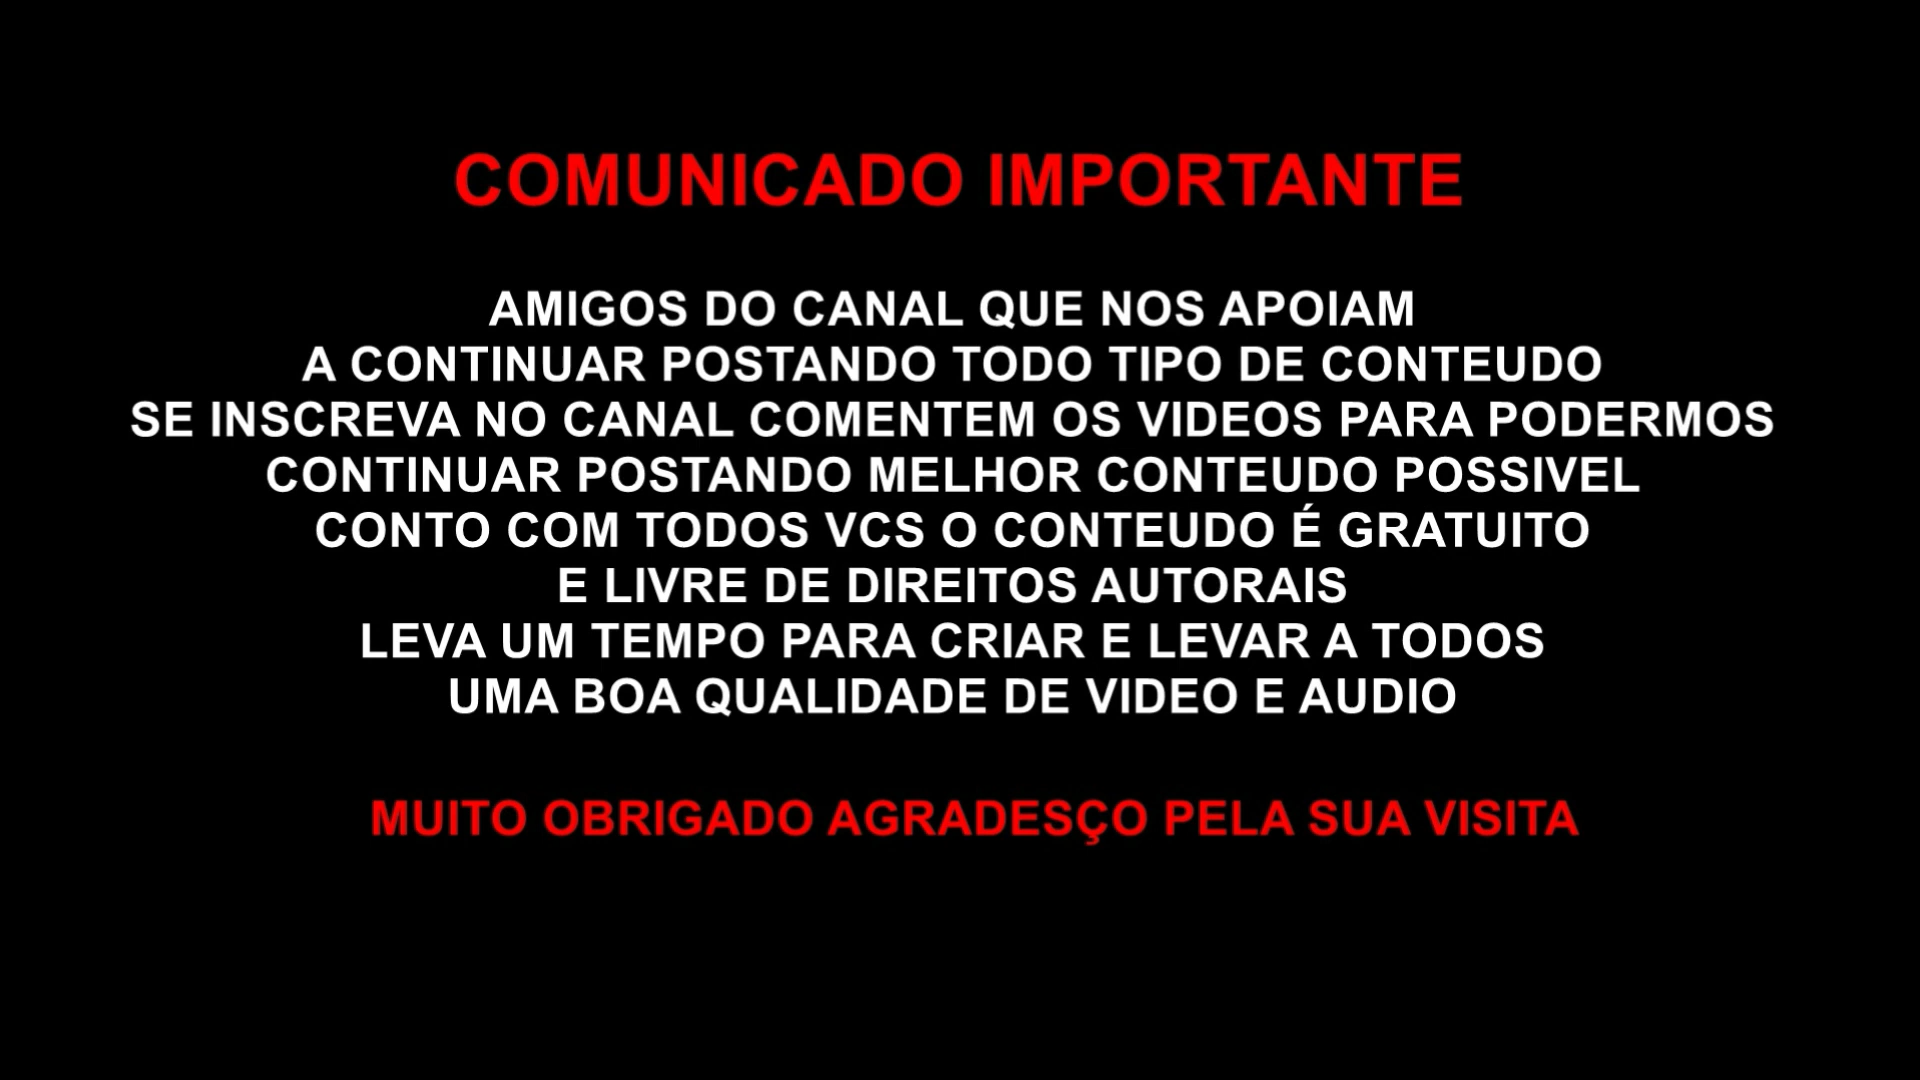 COMUNICADO IMPORTANTE
AMIGOS DO CANAL QUE NOS APOIAM
A CONTINUAR POSTANDO TODO TIPO DE CONTEUDO
SE INSCREVA NO CANAL COMENTEM OS VIDEOS PARA PODERMOS
CONTINUAR POSTANDO MELHOR CONTEUDO POSSIVEL
CONTO COM TODOS VCS O CONTEUDO É GRATUITO
E LIVRE DE DIREITOS AUTORAIS
LEVA UM TEMPO PARA CRIAR E LEVAR A TODOS
UMA BOA QUALIDADE DE VIDEO E AUDIO
MUITO OBRIGADO AGRADESÇO PELA SUA VISITA